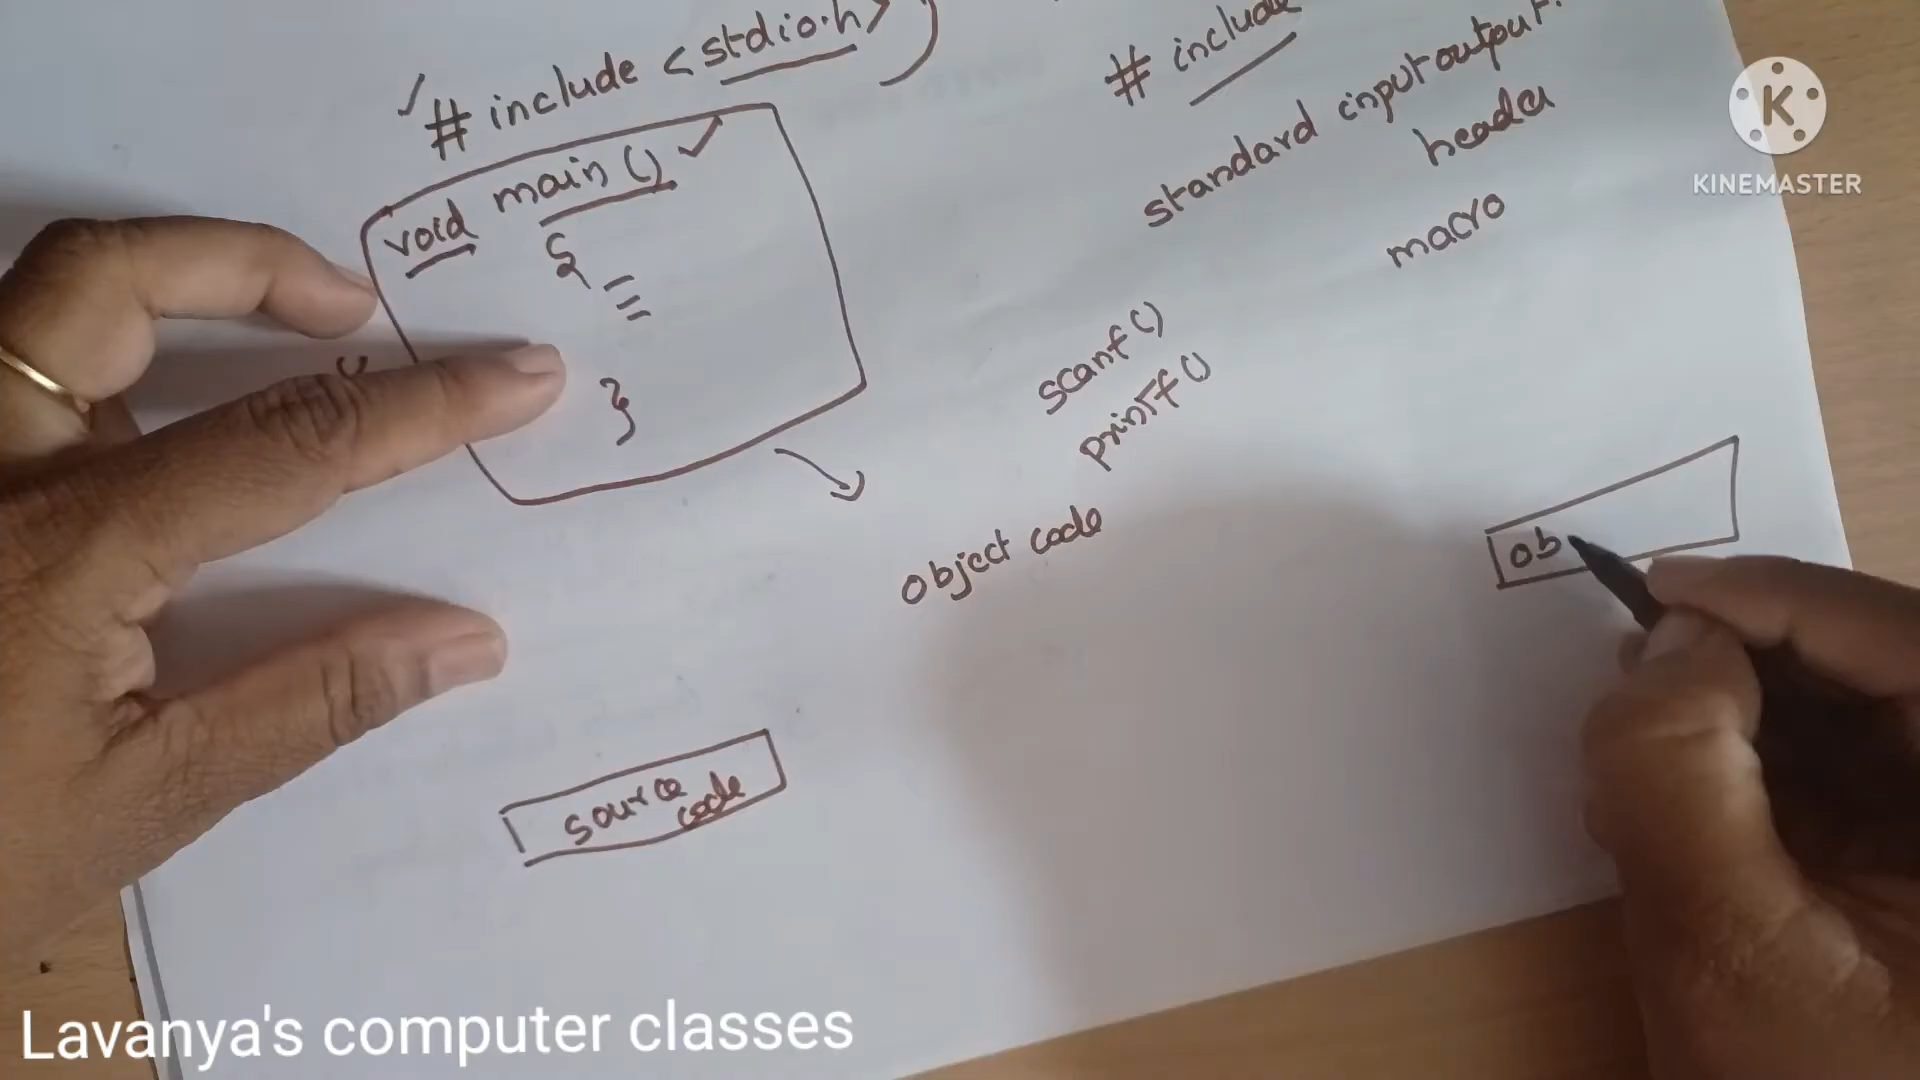 # include <stdio.h>
void main ()
{
}
# include
standard input output.
header
macro
scanf ()
printf ()
object code
ob
source
code
K
KINEMASTER
Lavanya's computer classes